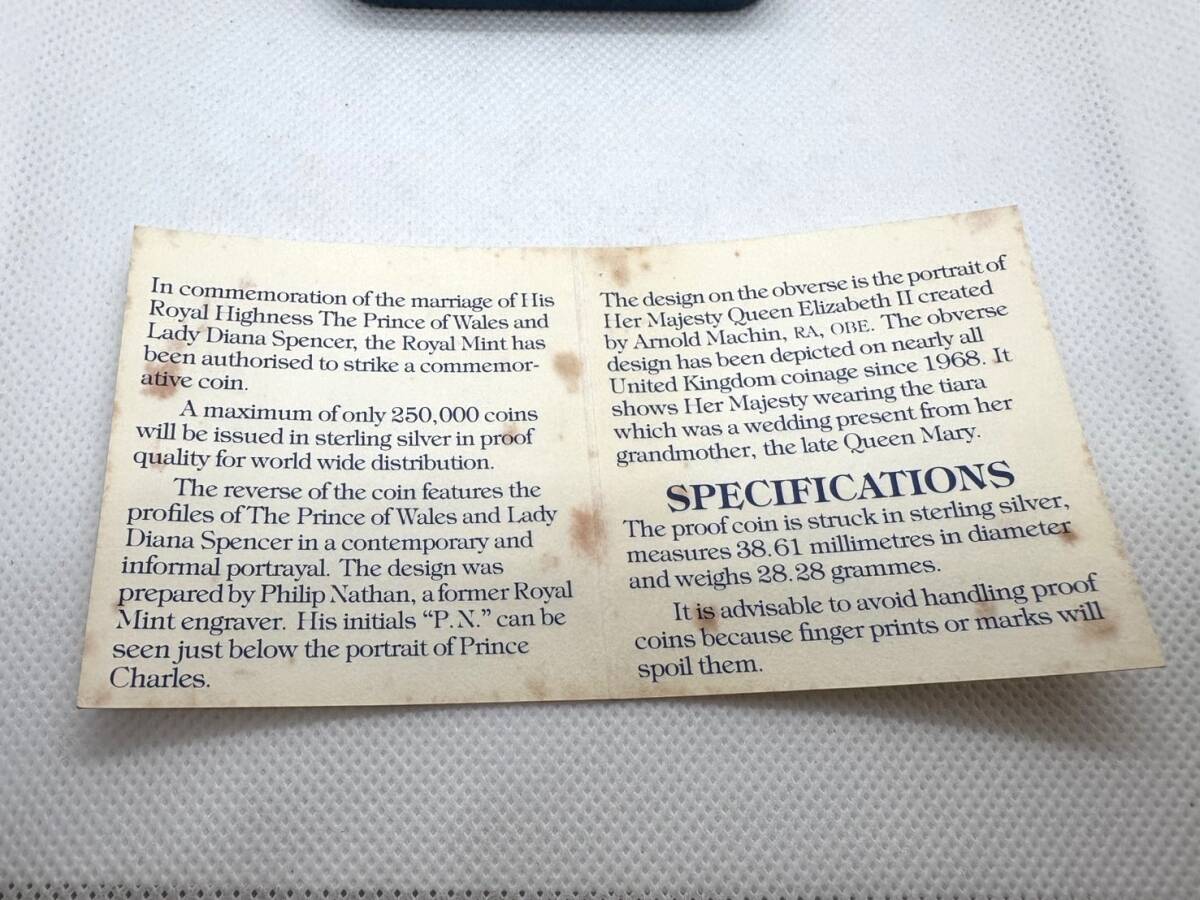 In commemoration of the marriage of His
Royal Highness The Prince of Wales and
Lady Diana Spencer, the Royal Mint has
been authorised to strike a commemor-
ative coin.
A maximum of only 250,000 coins
will be issued in sterling silver in proof
quality for world wide distribution.
The reverse of the coin features the
profiles of The Prince of Wales and Lady
Diana Spencer in a contemporary and
informal portrayal. The design was
prepared by Philip Nathan, a former Royal
Mint engraver. His initials “P.N.” can be
seen just below the portrait of Prince
Charles.
The design on the obverse is the portrait of
Her Majesty Queen Elizabeth II created
by Arnold Machin, RA, OBE. The obverse
design has been depicted on nearly all
United Kingdom coinage since 1968. It
shows Her Majesty wearing the tiara
which was a wedding present from her
grandmother, the late Queen Mary.
SPECIFICATIONS
The proof coin is struck in sterling silver,
measures 38.61 millimetres in diameter
and weighs 28.28 grammes.
It is advisable to avoid handling proof
coins because finger prints or marks will
spoil them.